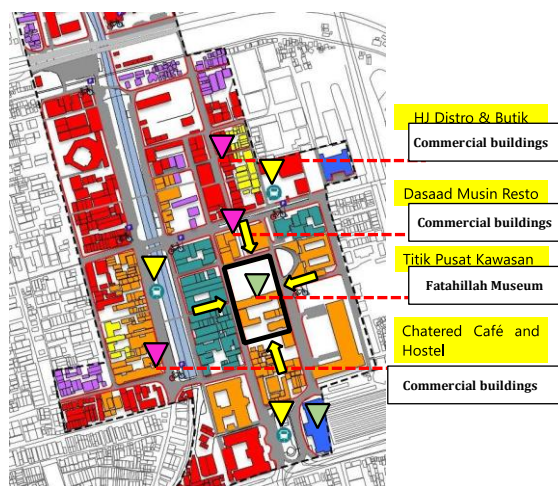 HJ Distro & Butik
Commercial buildings
Dasaad Musin Resto
Commercial buildings
Titik Pusat Kawasan
Fatahillah Museum
Chatered Café and
Hostel
Commercial buildings